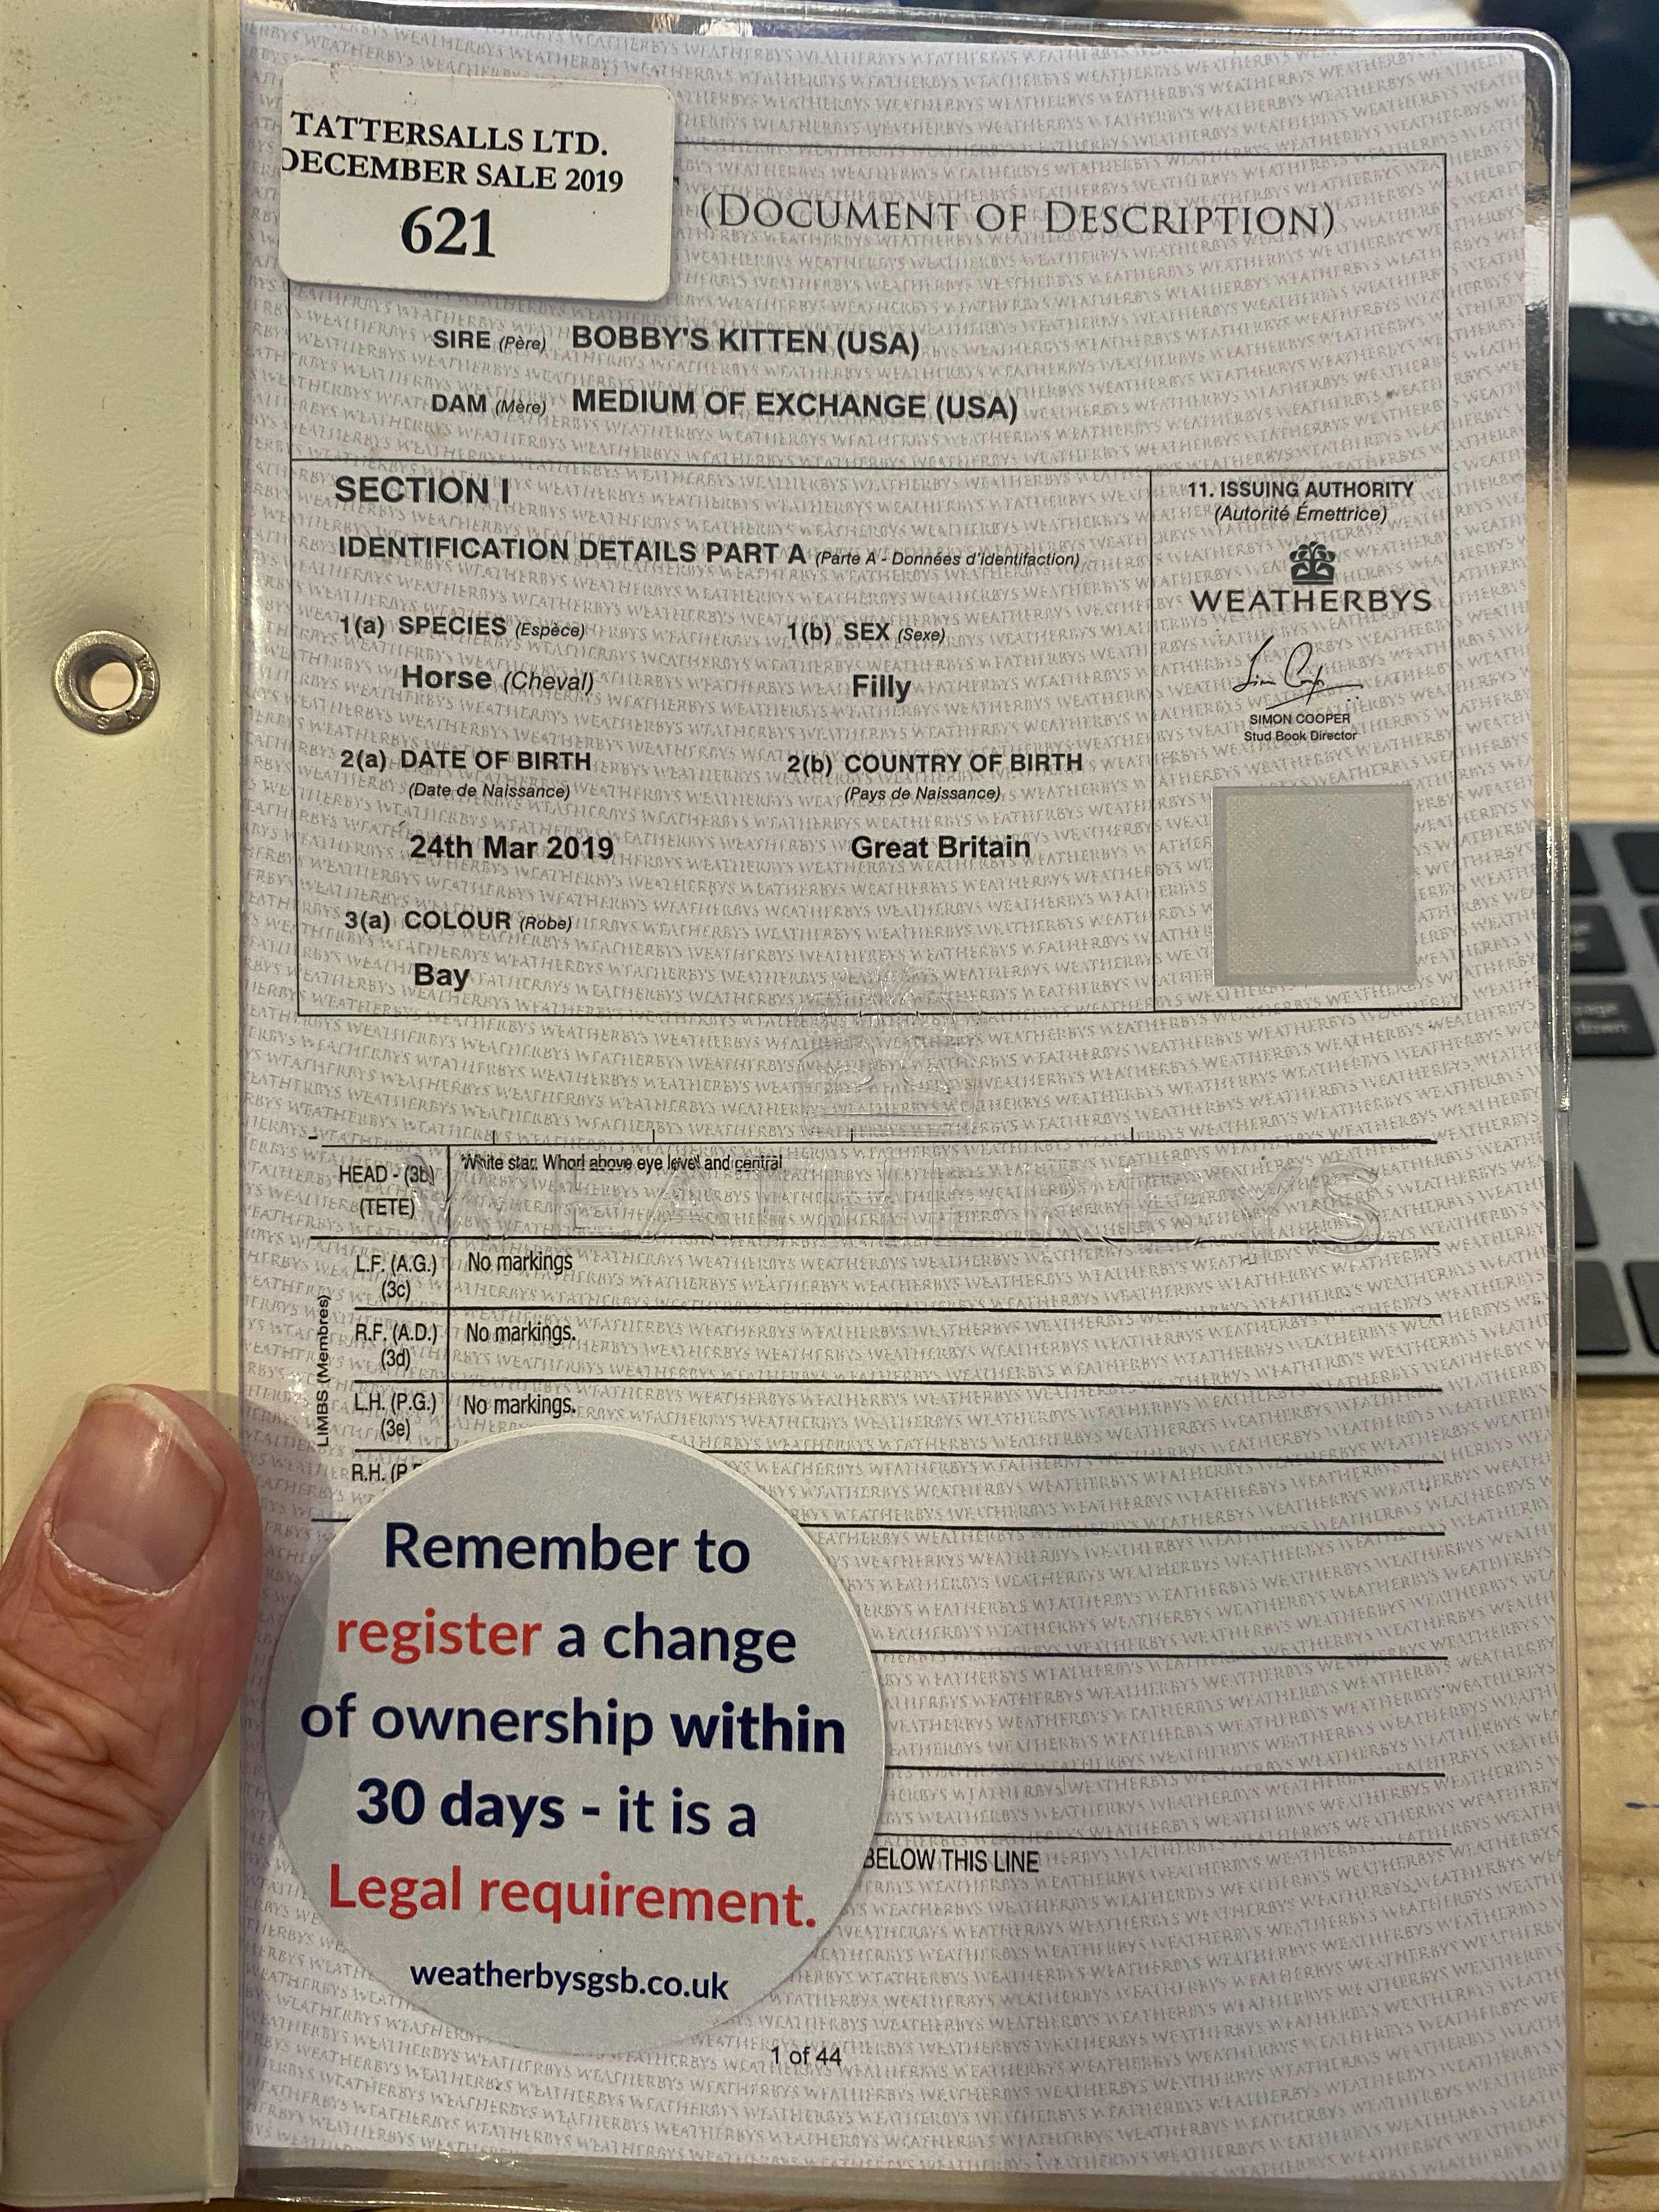 TATTERSALLS LTD.
DECEMBER SALE 2019
621
(DOCUMENT OF DESCRIPTION)
SIRE (Père) BOBBY'S KITTEN (USA)
DAM (Mère) MEDIUM OF EXCHANGE (USA)
SECTION I
IDENTIFICATION DETAILS PART A (Parte A - Données d'Identifaction)
1(a) SPECIES (Espèce)
Horse (Cheval)
1(b) SEX (Sexe)
Filly
2(a) DATE OF BIRTH
(Date de Naissance)
24th Mar 2019
2(b) COUNTRY OF BIRTH
(Pays de Naissance)
Great Britain
3(a) COLOUR (Robe)
Bay
11. ISSUING AUTHORITY
(Autorité Émettrice)
WEATHERBYS
SIMON COOPER
Stud Book Director
WEATHERBYS
HEAD - (3b)
(TETE)
White star. Whorl above eye level and central
LIMBS (Membres)
L.F. (A.G.)
(3c)
No markings
R.F. (A.D.)
(3d)
No markings.
L.H. (P.G.)
(3e)
No markings.
R.H. (P.
Remember to
register a change
of ownership within
30 days - it is a
Legal requirement.
weatherbysgsb.co.uk
BELOW THIS LINE
1 of 44
page
down